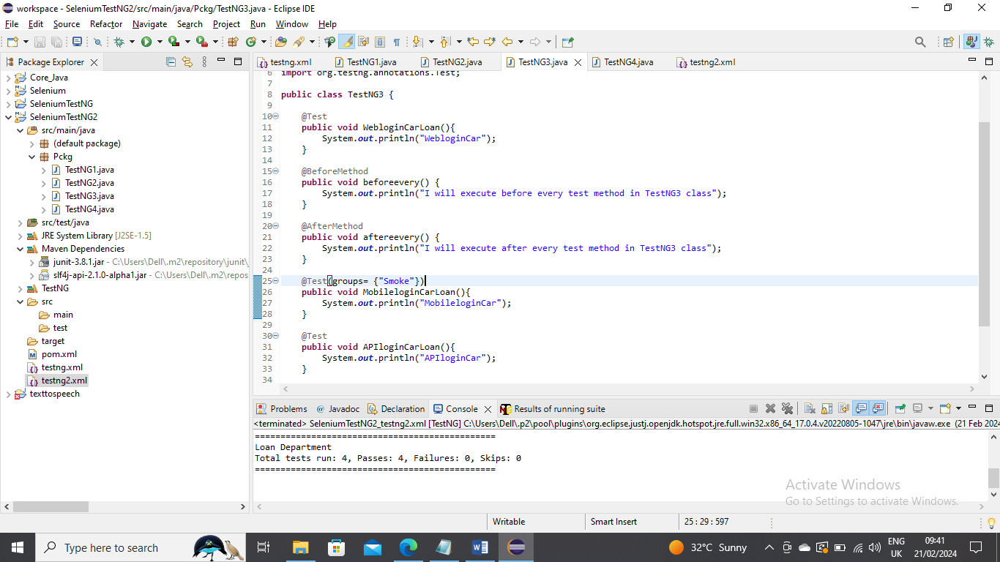 workspace - SeleniumTestNG2/src/main/java/Pckg/TestNG3.java - Eclipse IDE
File Edit Source Refactor Navigate Search Project Run Window Help
Package Explorer
Core_Java
Selenium
SeleniumTestNG
SeleniumTestNG2
src/main/java
(default package)
Pckg
TestNG1.java
TestNG2.java
TestNG3.java
TestNG4.java
src/test/java
JRE System Library [J2SE-1.5]
Maven Dependencies
junit-3.8.1.jar - C:\Users\Dell\.m2\repository\junit\
slf4j-api-2.1.0-alpha1.jar - C:\Users\Dell\.m2\repos
TestNG
src
main
test
target
pom.xml
testng.xml
testng2.xml
texttospeech
testng.xml TestNG1.java TestNG2.java TestNG3.java TestNG4.java testng2.xml
6 import org.testng.annotations.Test;
7
8 public class TestNG3 {
9
10 @Test
11 public void WebloginCarLoan(){
12 System.out.println("WebloginCar");
13 }
14
15 @BeforeMethod
16 public void beforeevery() {
17 System.out.println("I will execute before every test method in TestNG3 class");
18 }
19
20 @AfterMethod
21 public void aftereevery() {
22 System.out.println("I will execute after every test method in TestNG3 class");
23 }
24
25 @Test(groups= {"Smoke"})
26 public void MobileloginCarLoan(){
27 System.out.println("MobileloginCar");
28 }
29
30 @Test
31 public void APIloginCarLoan(){
32 System.out.println("APIloginCar");
33 }
34
Problems Javadoc Declaration Console Results of running suite
<terminated> SeleniumTestNG2_testng2.xml [TestNG] C:\Users\Dell\.p2\pool\plugins\org.eclipse.justj.openjdk.hotspot.jre.full.win32.x86_64_17.0.4.v20220805-1047\jre\bin\javaw.exe (21 Feb 2024
===============================================
Loan Department
Total tests run: 4, Passes: 4, Failures: 0, Skips: 0
===============================================
Activate Windows
Go to Settings to activate Windows.
Writable Smart Insert 25 : 29 : 597
Type here to search
32°C Sunny
ENG
UK
09:41
21/02/2024